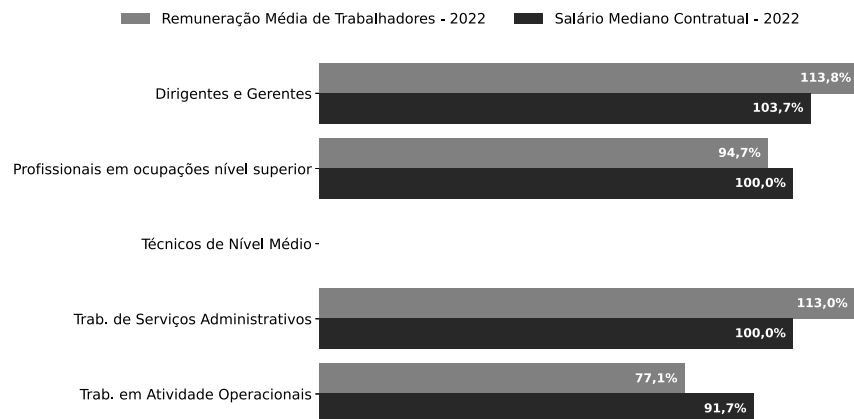 Remuneração Média de Trabalhadores - 2022 Salário Mediano Contratual - 2022
Dirigentes e Gerentes
113,8%
103,7%
Profissionais em ocupações nível superior
94,7%
100,0%
Técnicos de Nível Médio
Trab. de Serviços Administrativos
113,0%
100,0%
Trab. em Atividade Operacionais
77,1%
91,7%